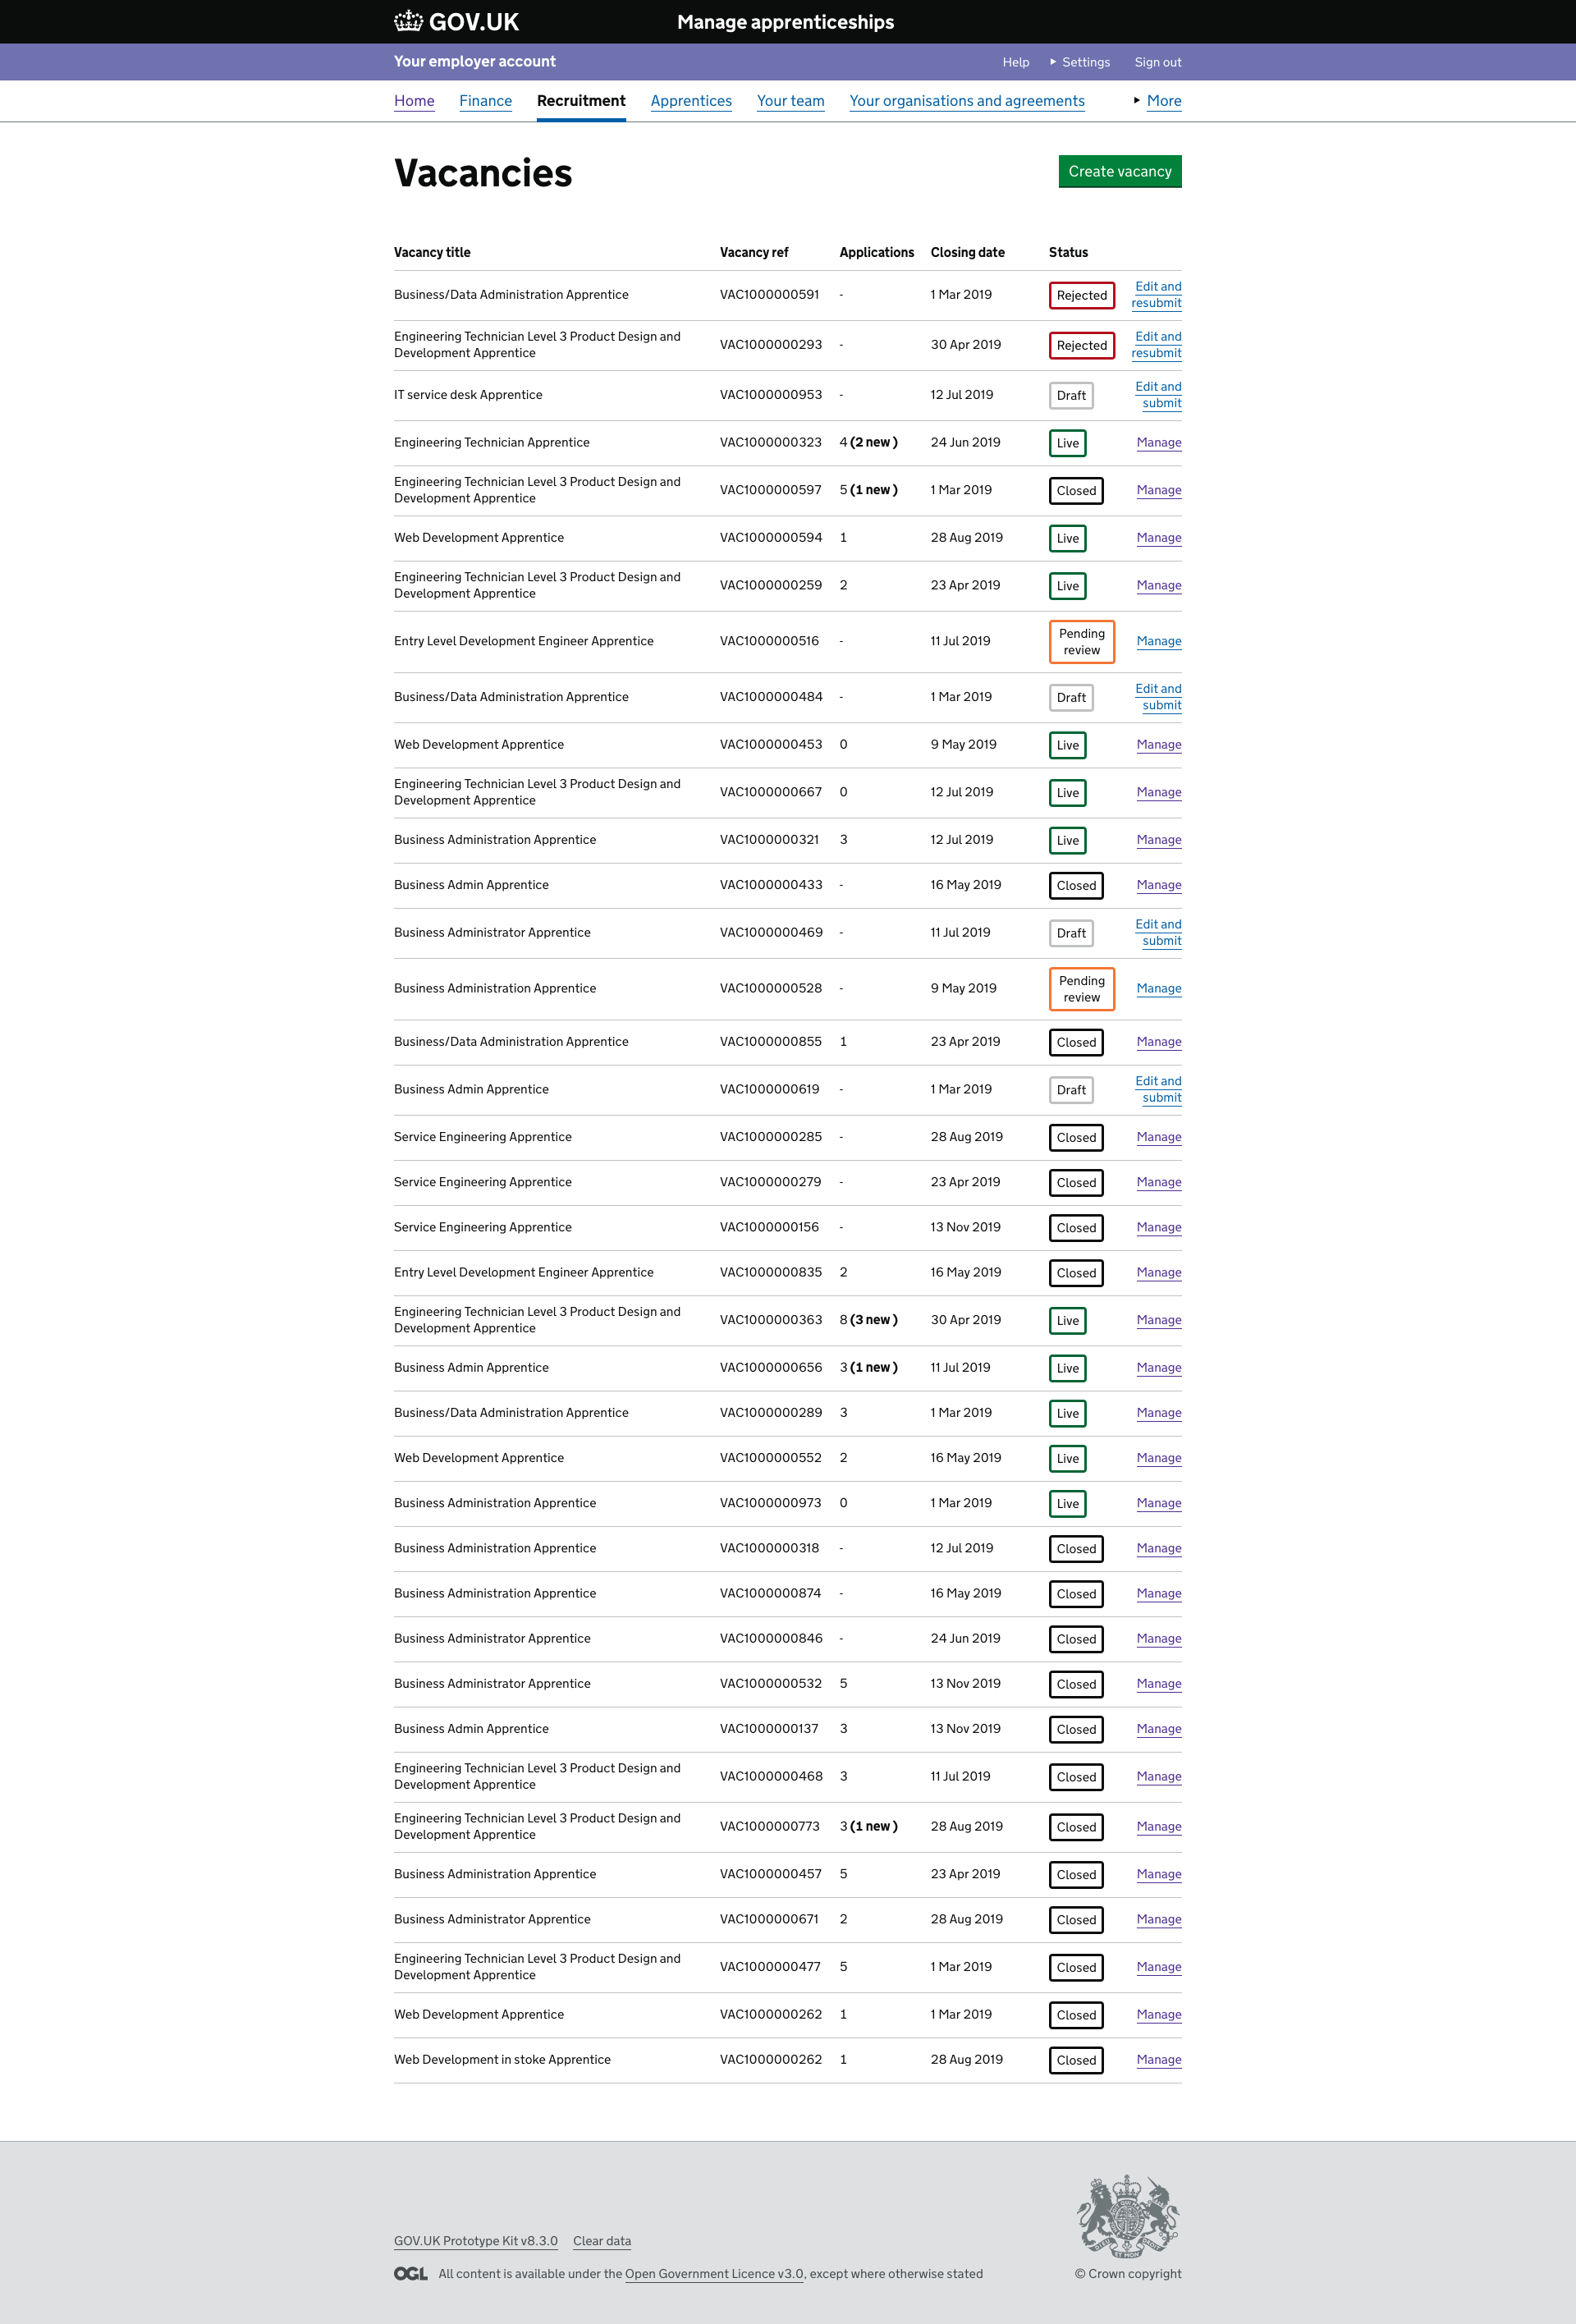 GOV.UK Manage apprenticeships
Your employer account Help Settings Sign out
Home Finance Recruitment Apprentices Your team Your organisations and agreements More
Vacancies Create vacancy
Vacancy title Vacancy ref Applications Closing date Status
Business/Data Administration Apprentice VAC1000000591 - 1 Mar 2019 Rejected Edit and
resubmit
Engineering Technician Level 3 Product Design and
Development Apprentice VAC1000000293 - 30 Apr 2019 Rejected Edit and
resubmit
IT service desk Apprentice VAC1000000953 - 12 Jul 2019 Draft Edit and
submit
Engineering Technician Apprentice VAC1000000323 4 (2 new ) 24 Jun 2019 Live Manage
Engineering Technician Level 3 Product Design and
Development Apprentice VAC1000000597 5 (1 new ) 1 Mar 2019 Closed Manage
Web Development Apprentice VAC1000000594 1 28 Aug 2019 Live Manage
Engineering Technician Level 3 Product Design and
Development Apprentice VAC1000000259 2 23 Apr 2019 Live Manage
Entry Level Development Engineer Apprentice VAC1000000516 - 11 Jul 2019 Pending
review Manage
Business/Data Administration Apprentice VAC1000000484 - 1 Mar 2019 Draft Edit and
submit
Web Development Apprentice VAC1000000453 0 9 May 2019 Live Manage
Engineering Technician Level 3 Product Design and
Development Apprentice VAC1000000667 0 12 Jul 2019 Live Manage
Business Administration Apprentice VAC1000000321 3 12 Jul 2019 Live Manage
Business Admin Apprentice VAC1000000433 - 16 May 2019 Closed Manage
Business Administrator Apprentice VAC1000000469 - 11 Jul 2019 Draft Edit and
submit
Business Administration Apprentice VAC1000000528 - 9 May 2019 Pending
review Manage
Business/Data Administration Apprentice VAC1000000855 1 23 Apr 2019 Closed Manage
Business Admin Apprentice VAC1000000619 - 1 Mar 2019 Draft Edit and
submit
Service Engineering Apprentice VAC1000000285 - 28 Aug 2019 Closed Manage
Service Engineering Apprentice VAC1000000279 - 23 Apr 2019 Closed Manage
Service Engineering Apprentice VAC1000000156 - 13 Nov 2019 Closed Manage
Entry Level Development Engineer Apprentice VAC1000000835 2 16 May 2019 Closed Manage
Engineering Technician Level 3 Product Design and
Development Apprentice VAC1000000363 8 (3 new ) 30 Apr 2019 Live Manage
Business Admin Apprentice VAC1000000656 3 (1 new ) 11 Jul 2019 Live Manage
Business/Data Administration Apprentice VAC1000000289 3 1 Mar 2019 Live Manage
Web Development Apprentice VAC1000000552 2 16 May 2019 Live Manage
Business Administration Apprentice VAC1000000973 0 1 Mar 2019 Live Manage
Business Administration Apprentice VAC1000000318 - 12 Jul 2019 Closed Manage
Business Administration Apprentice VAC1000000874 - 16 May 2019 Closed Manage
Business Administrator Apprentice VAC1000000846 - 24 Jun 2019 Closed Manage
Business Administrator Apprentice VAC1000000532 5 13 Nov 2019 Closed Manage
Business Admin Apprentice VAC1000000137 3 13 Nov 2019 Closed Manage
Engineering Technician Level 3 Product Design and
Development Apprentice VAC1000000468 3 11 Jul 2019 Closed Manage
Engineering Technician Level 3 Product Design and
Development Apprentice VAC1000000773 3 (1 new ) 28 Aug 2019 Closed Manage
Business Administration Apprentice VAC1000000457 5 23 Apr 2019 Closed Manage
Business Administrator Apprentice VAC1000000671 2 28 Aug 2019 Closed Manage
Engineering Technician Level 3 Product Design and
Development Apprentice VAC1000000477 5 1 Mar 2019 Closed Manage
Web Development Apprentice VAC1000000262 1 1 Mar 2019 Closed Manage
Web Development in stoke Apprentice VAC1000000262 1 28 Aug 2019 Closed Manage
GOV.UK Prototype Kit v8.3.0 Clear data
OGL All content is available under the Open Government Licence v3.0, except where otherwise stated © Crown copyright